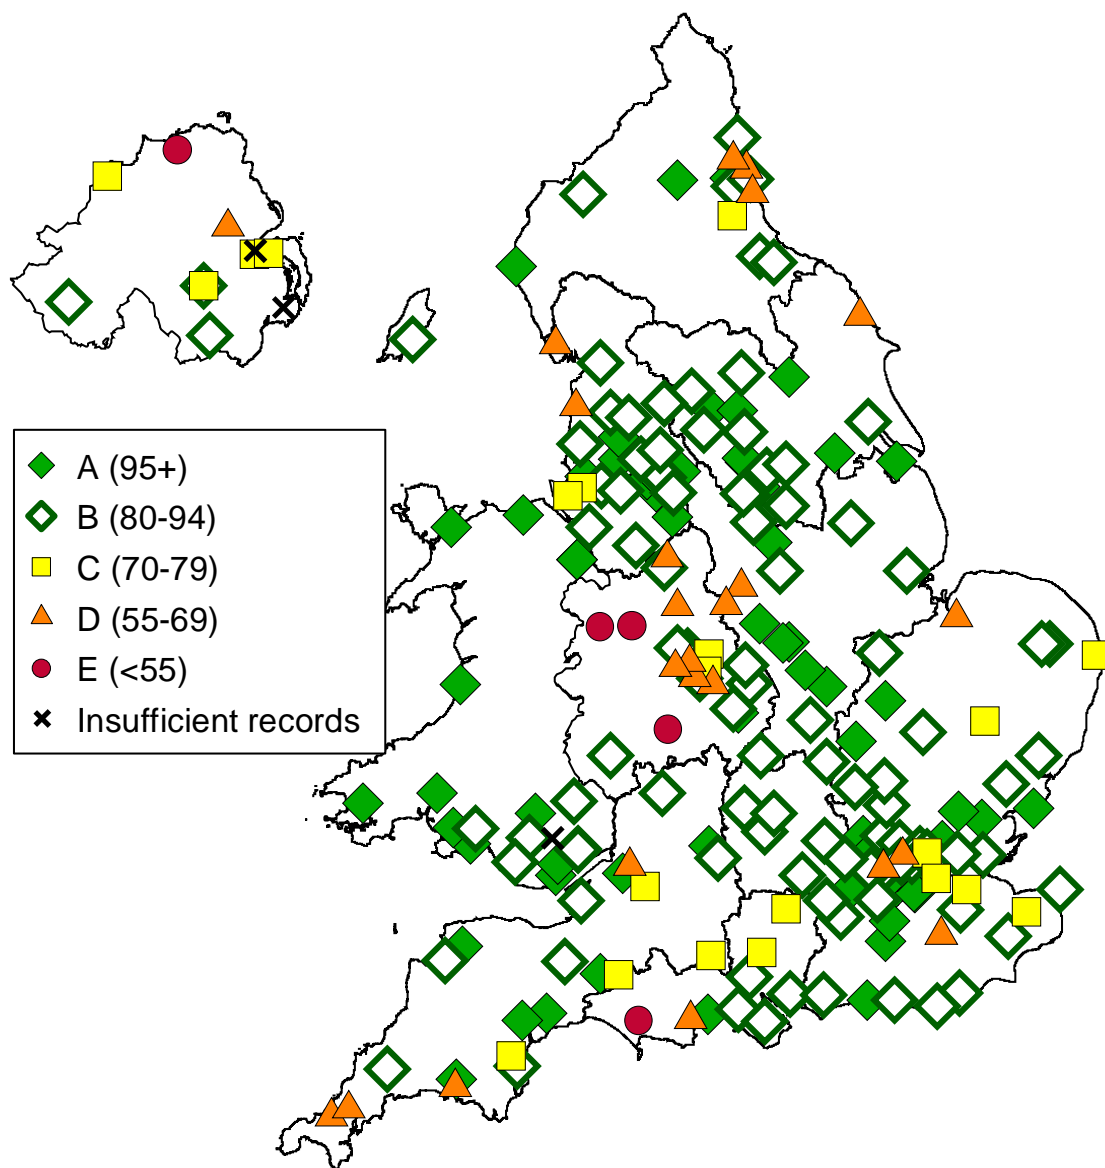 A (95+)
B (80-94)
C (70-79)
D (55-69)
E (<55)
Insufficient records